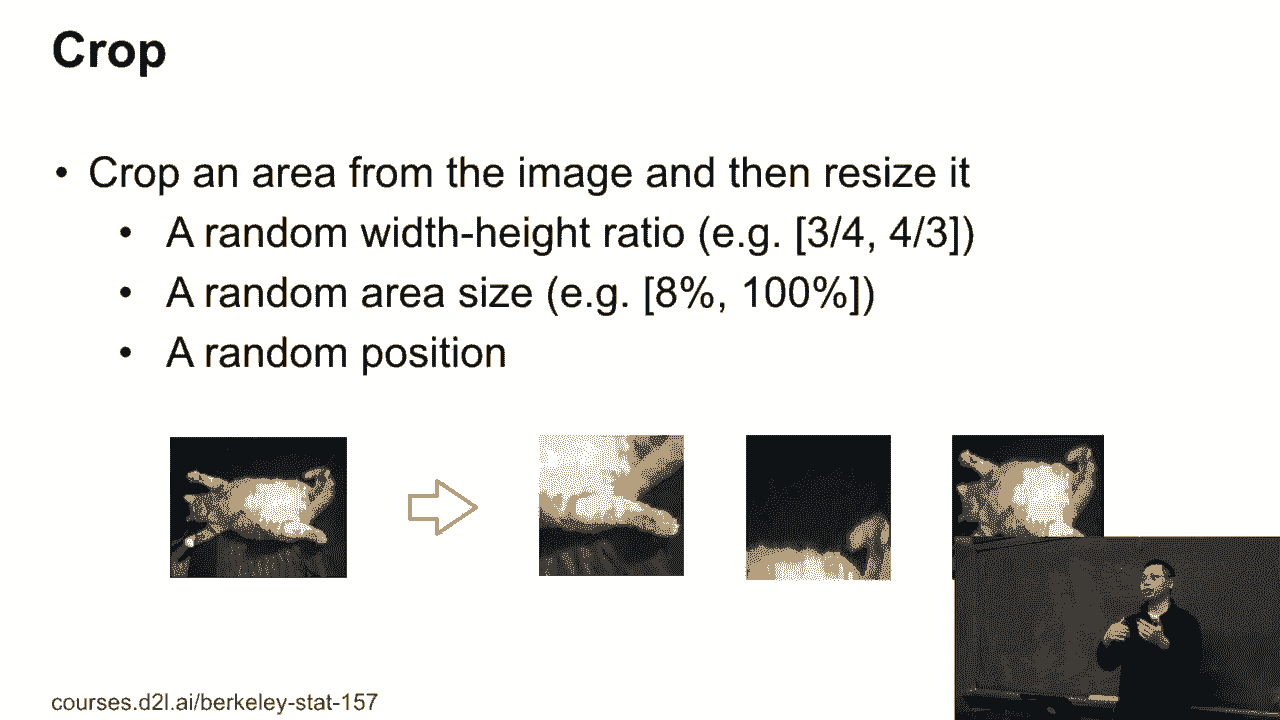 Crop
• Crop an area from the image and then resize it
• A random width-height ratio (e.g. [3/4, 4/3])
• A random area size (e.g. [8%, 100%])
• A random position
courses.d2l.ai/berkeley-stat-157